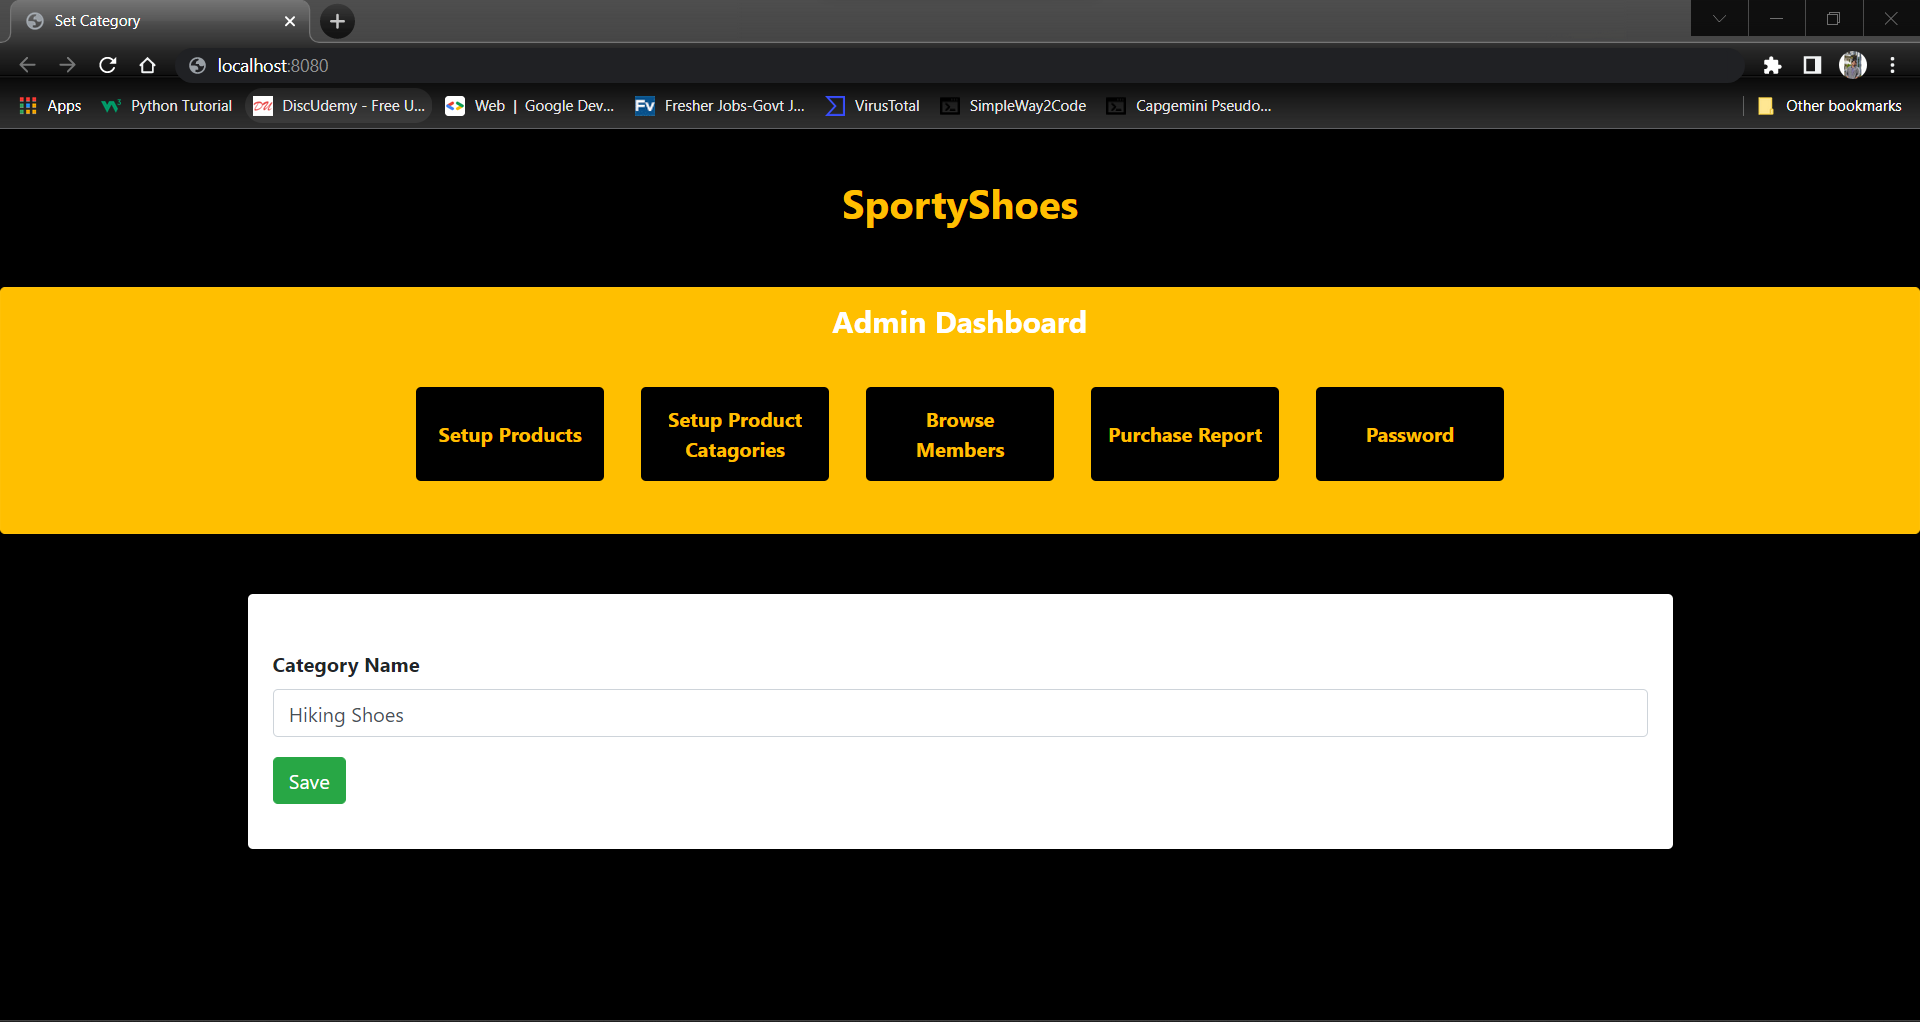 Set Category
localhost:8080
Apps
Python Tutorial
DU
DiscUdemy - Free U...
Web | Google Dev...
Fv
Fresher Jobs-Govt J...
VirusTotal
SimpleWay2Code
Capgemini Pseudo...
Other bookmarks
SportyShoes
Admin Dashboard
Setup Products
Setup Product
Catagories
Browse
Members
Purchase Report
Password
Category Name
Hiking Shoes
Save